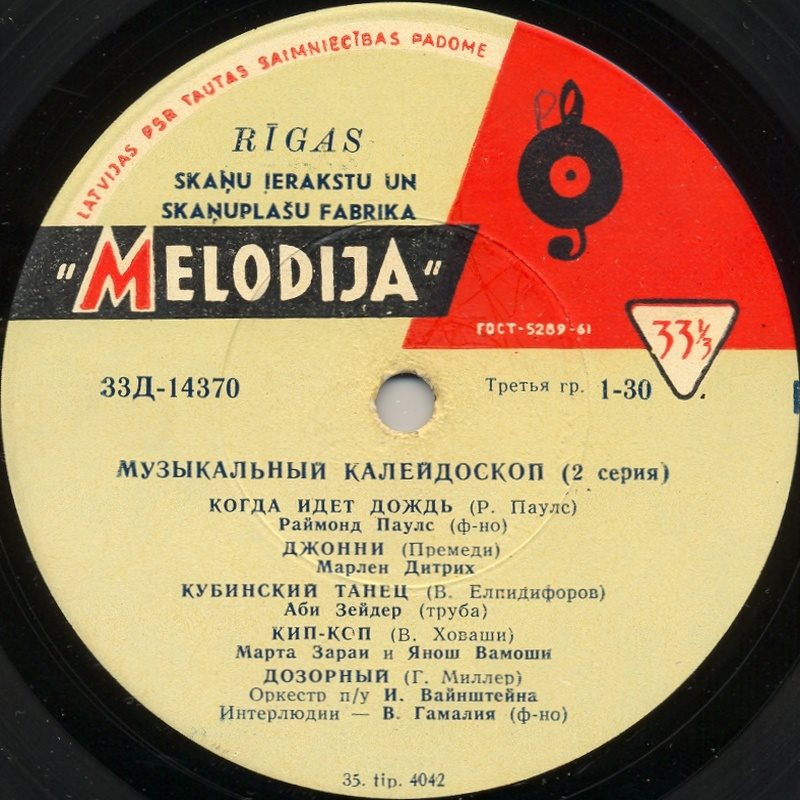 LATVIJAS PSR TAUTAS SAIMNIECĪBAS PADOME
RĪGAS
SKAŅU IERAKSTU UN
SKAŅUPLAŠU FABRIKA
"MELODIJA"
ГОСТ-5289-61
33⅓
33Д-14370
Третья гр. 1-30
МУЗЫКАЛЬНЫЙ КАЛЕЙДОСКОП (2 серия)
КОГДА ИДЕТ ДОЖДЬ (Р. Паулс)
Раймонд Паулс (ф-но)
ДЖОННИ (Премеди)
Марлен Дитрих
КУБИНСКИЙ ТАНЕЦ (В. Елпидифоров)
Аби Зейдер (труба)
КИП-КОП (В. Ховаши)
Марта Зараи и Янош Вамоши
ДОЗОРНЫЙ (Г. Миллер)
Оркестр п/у И. Вайнштейна
Интерлюдии — В. Гамалия (ф-но)
35. tip. 4042